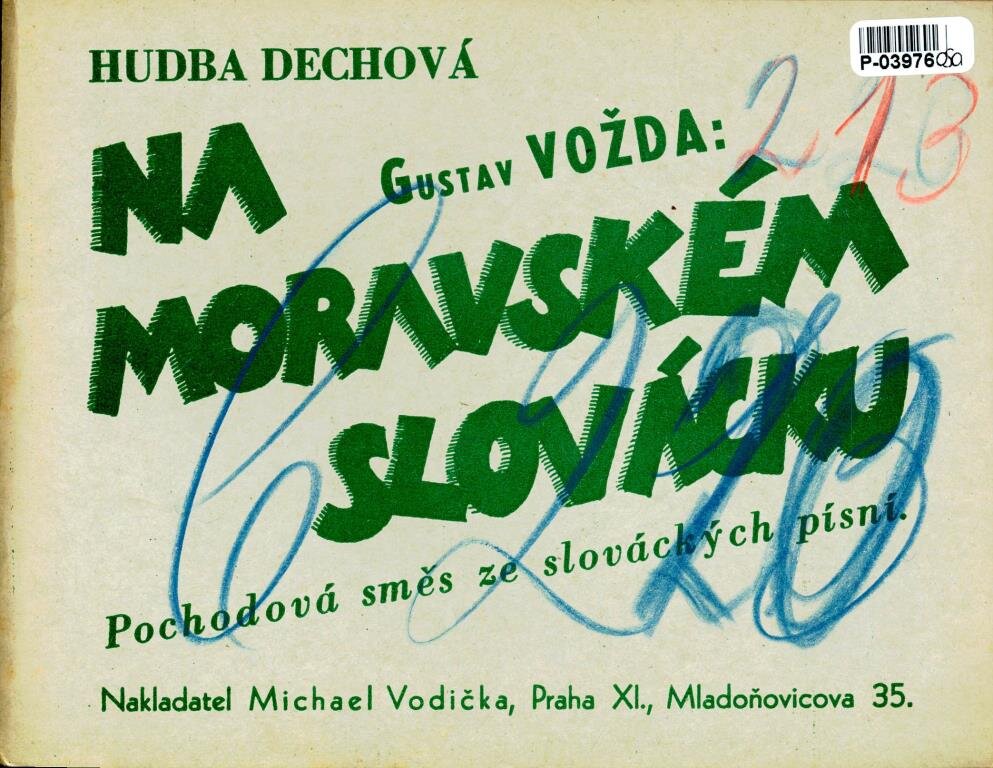 HUDBA DECHOVÁ
P-03976
213
GUSTAV VOŽDA:
NA
MORAVSKÉM
SLOVÁCKU
Pochodová směs ze slováckých písní.
Nakladatel Michael Vodička, Praha XI., Mladoňovicova 35.